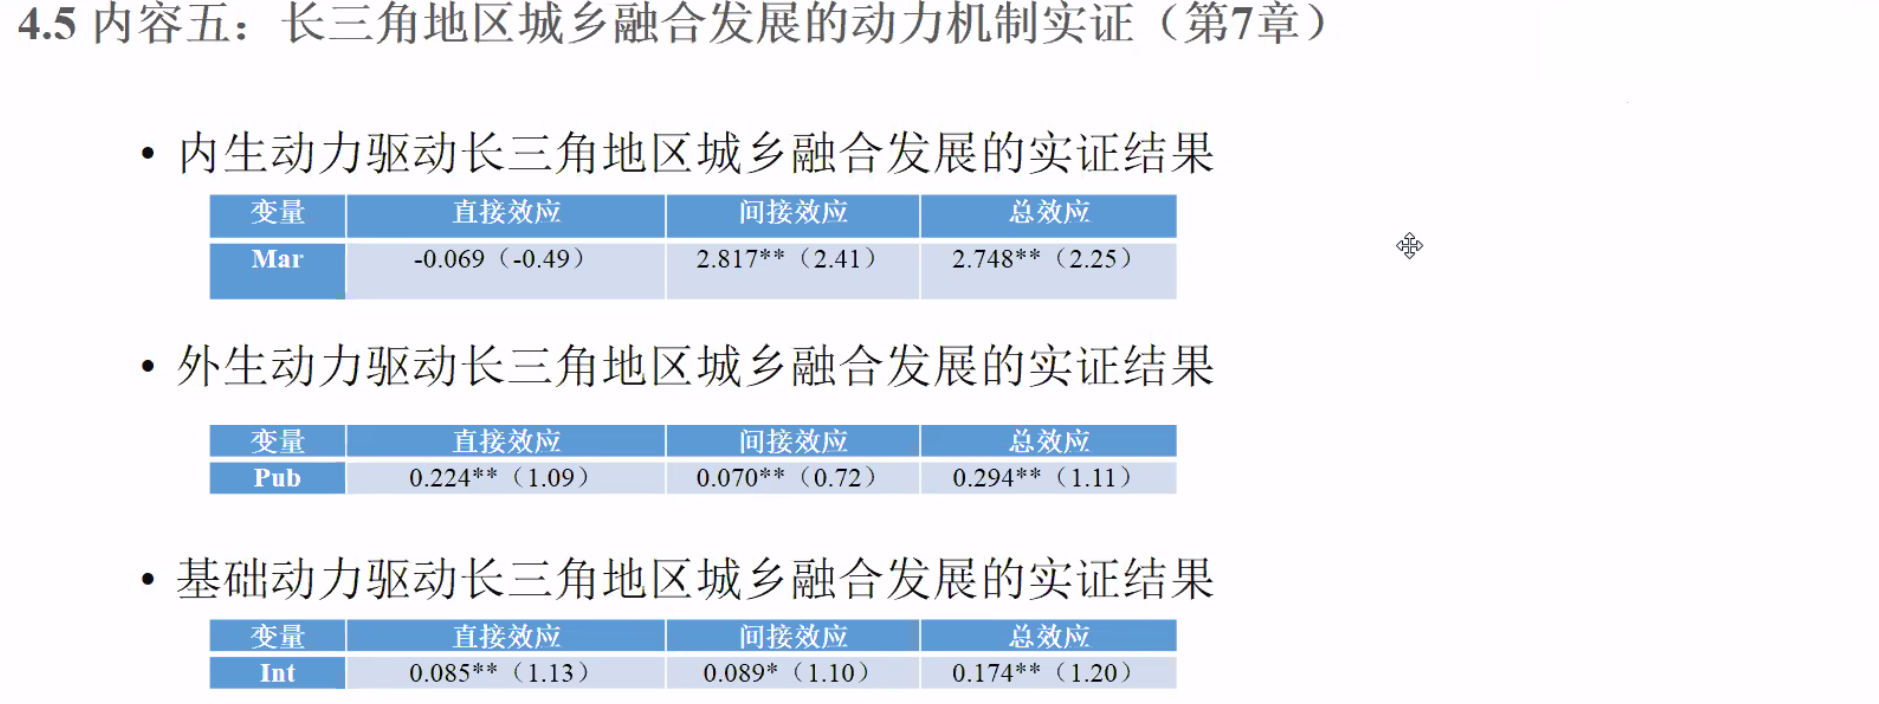 4.5 内容五：长三角地区城乡融合发展的动力机制实证（第7章）
• 内生动力驱动长三角地区城乡融合发展的实证结果
变量 直接效应 间接效应 总效应
Mar -0.069（-0.49） 2.817**（2.41） 2.748**（2.25）
• 外生动力驱动长三角地区城乡融合发展的实证结果
变量 直接效应 间接效应 总效应
Pub 0.224**（1.09） 0.070**（0.72） 0.294**（1.11）
• 基础动力驱动长三角地区城乡融合发展的实证结果
变量 直接效应 间接效应 总效应
Int 0.085**（1.13） 0.089*（1.10） 0.174**（1.20）